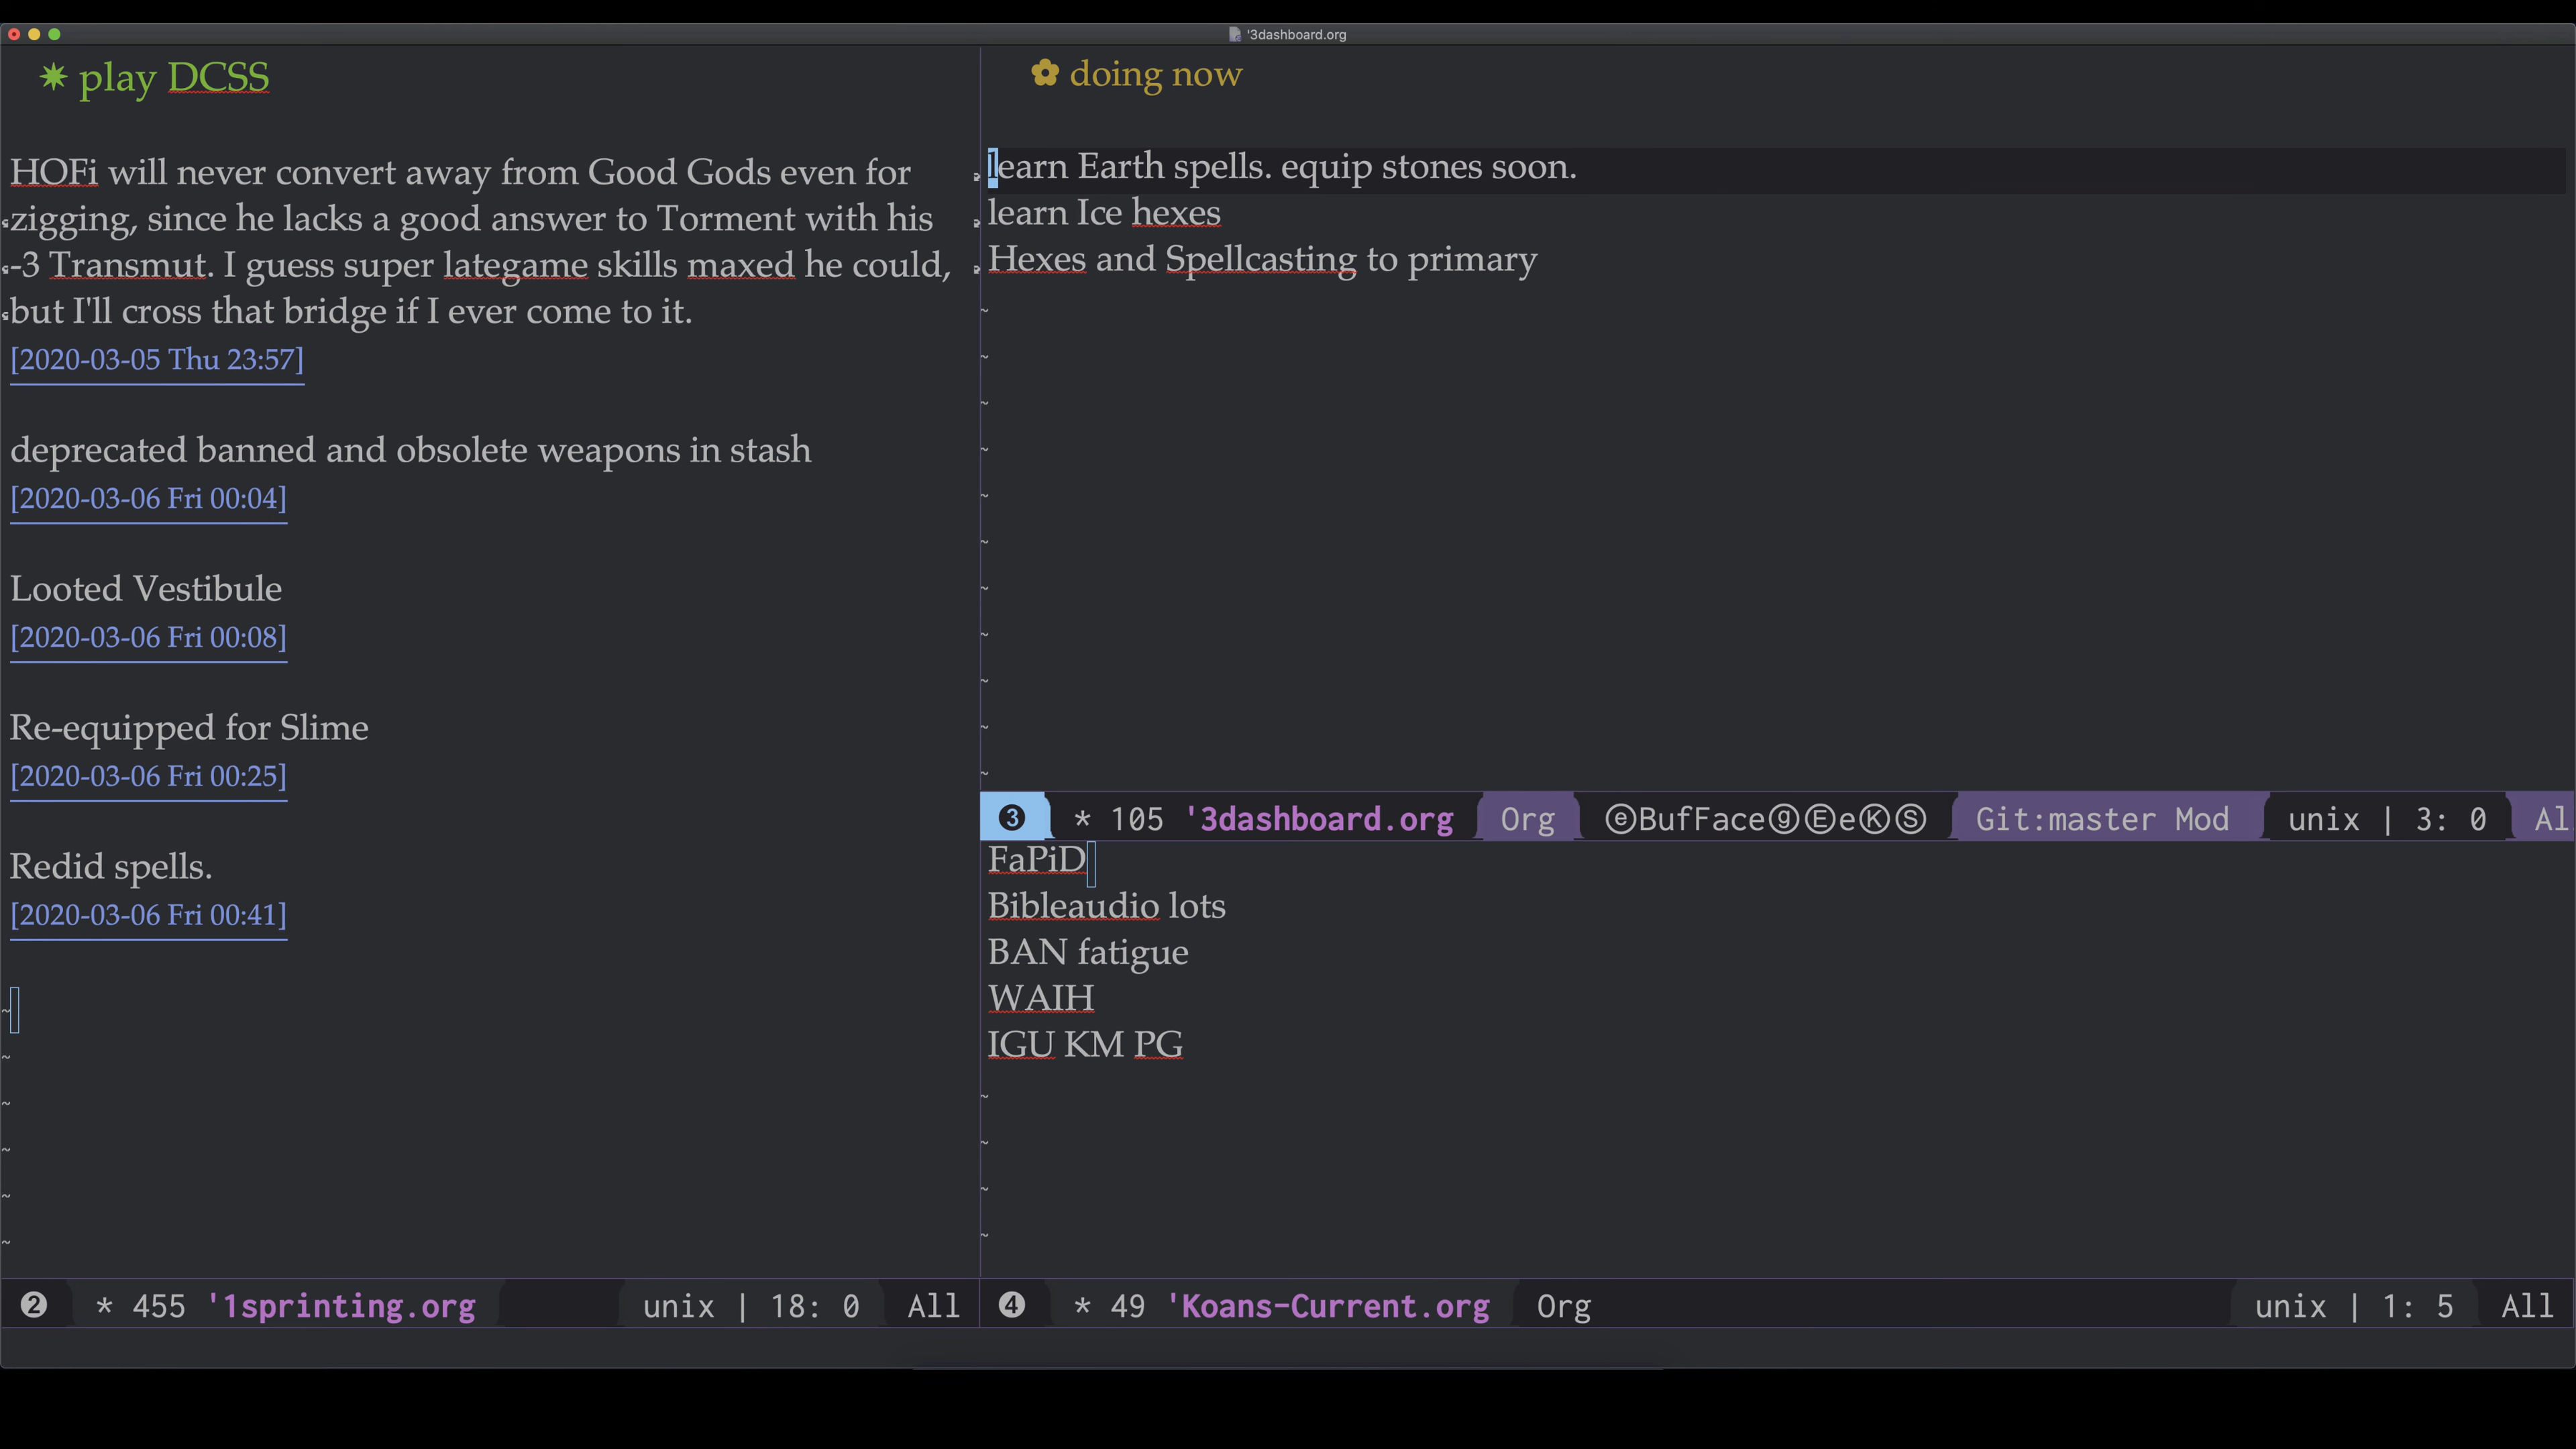 '3dashboard.org
✷ play DCSS
HOFi will never convert away from Good Gods even for
zigging, since he lacks a good answer to Torment with his
-3 Transmut. I guess super lategame skills maxed he could,
but I'll cross that bridge if I ever come to it.
[2020-03-05 Thu 23:57]
deprecated banned and obsolete weapons in stash
[2020-03-06 Fri 00:04]
Looted Vestibule
[2020-03-06 Fri 00:08]
Re-equipped for Slime
[2020-03-06 Fri 00:25]
Redid spells.
[2020-03-06 Fri 00:41]
❷ * 455 '1sprinting.org unix | 18: 0 All
✿ doing now
learn Earth spells. equip stones soon.
learn Ice hexes
Hexes and Spellcasting to primary
❸ * 105 '3dashboard.org Org ⓔBufFaceⓖⒺeⓀⓈ Git:master Mod unix | 3: 0 Al
FaPiD
Bibleaudio lots
BAN fatigue
WAIH
IGU KM PG
❹ * 49 'Koans-Current.org Org unix | 1: 5 All